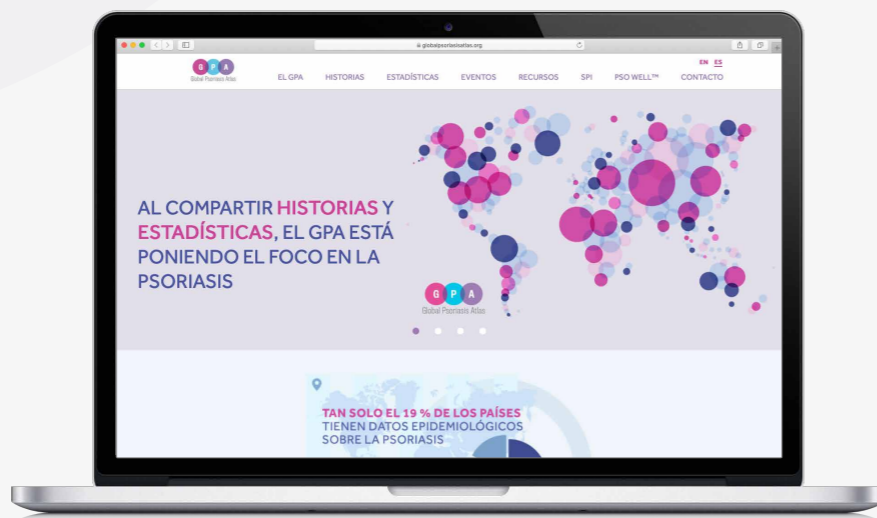 globalpsoriasisatlas.org
EN ES
G P A
Global Psoriasis Atlas
EL GPA HISTORIAS ESTADÍSTICAS EVENTOS RECURSOS SPI PSO WELL™ CONTACTO
AL COMPARTIR HISTORIAS Y
ESTADÍSTICAS, EL GPA ESTÁ
PONIENDO EL FOCO EN LA
PSORIASIS
G P A
Global Psoriasis Atlas
TAN SOLO EL 19 % DE LOS PAÍSES
TIENEN DATOS EPIDEMIOLÓGICOS
SOBRE LA PSORIASIS